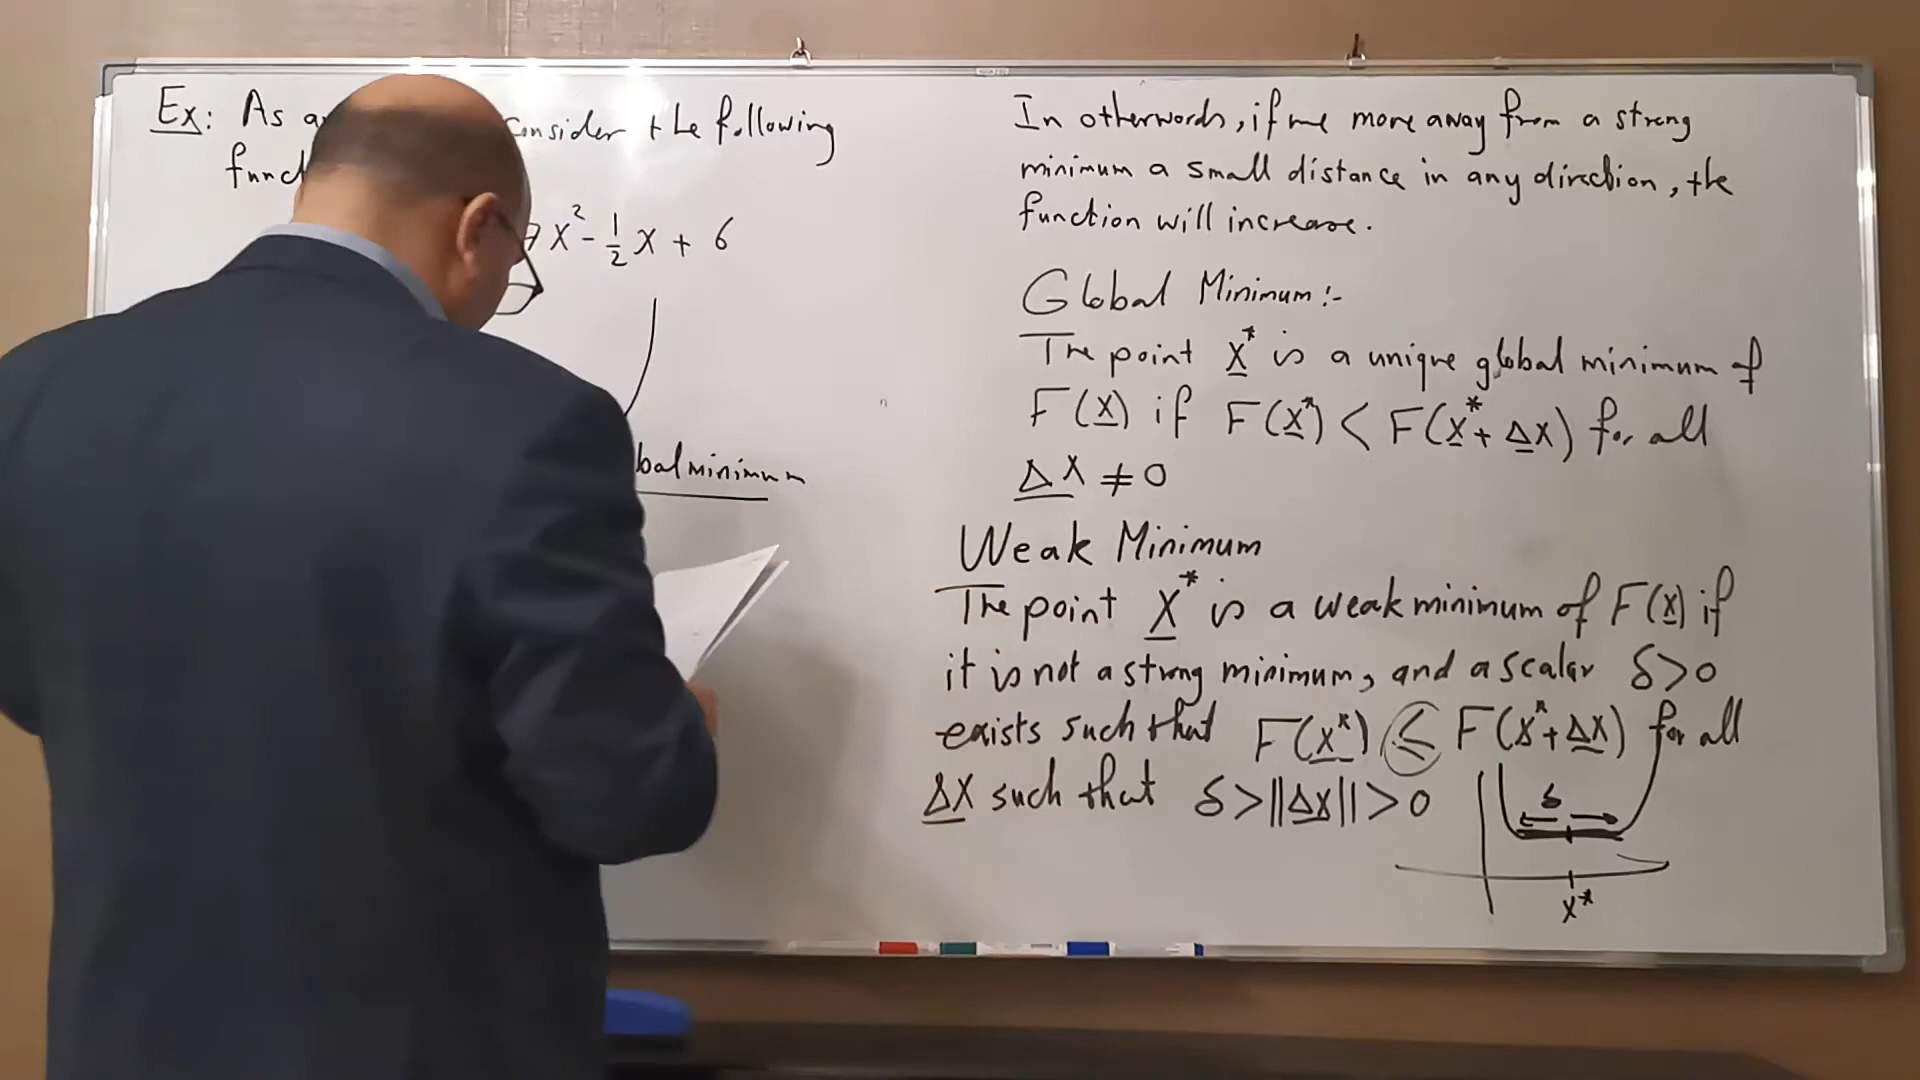 Ex: As a consider the following
func
7x² - 1/2 x + 6
bal minimum
In otherwords, if we move away from a strong
minimum a small distance in any direction, the
function will increase.
Global Minimum:-
The point X* is a unique global minimum of
F(X) if F(X*) < F(X* + ΔX) for all
ΔX ≠ 0
Weak Minimum
The point X* is a weak minimum of F(X) if
it is not a strong minimum, and a scalar δ>0
exists such that F(X*) ≤ F(X* + ΔX) for all
ΔX such that δ > ||ΔX|| > 0
δ
X*